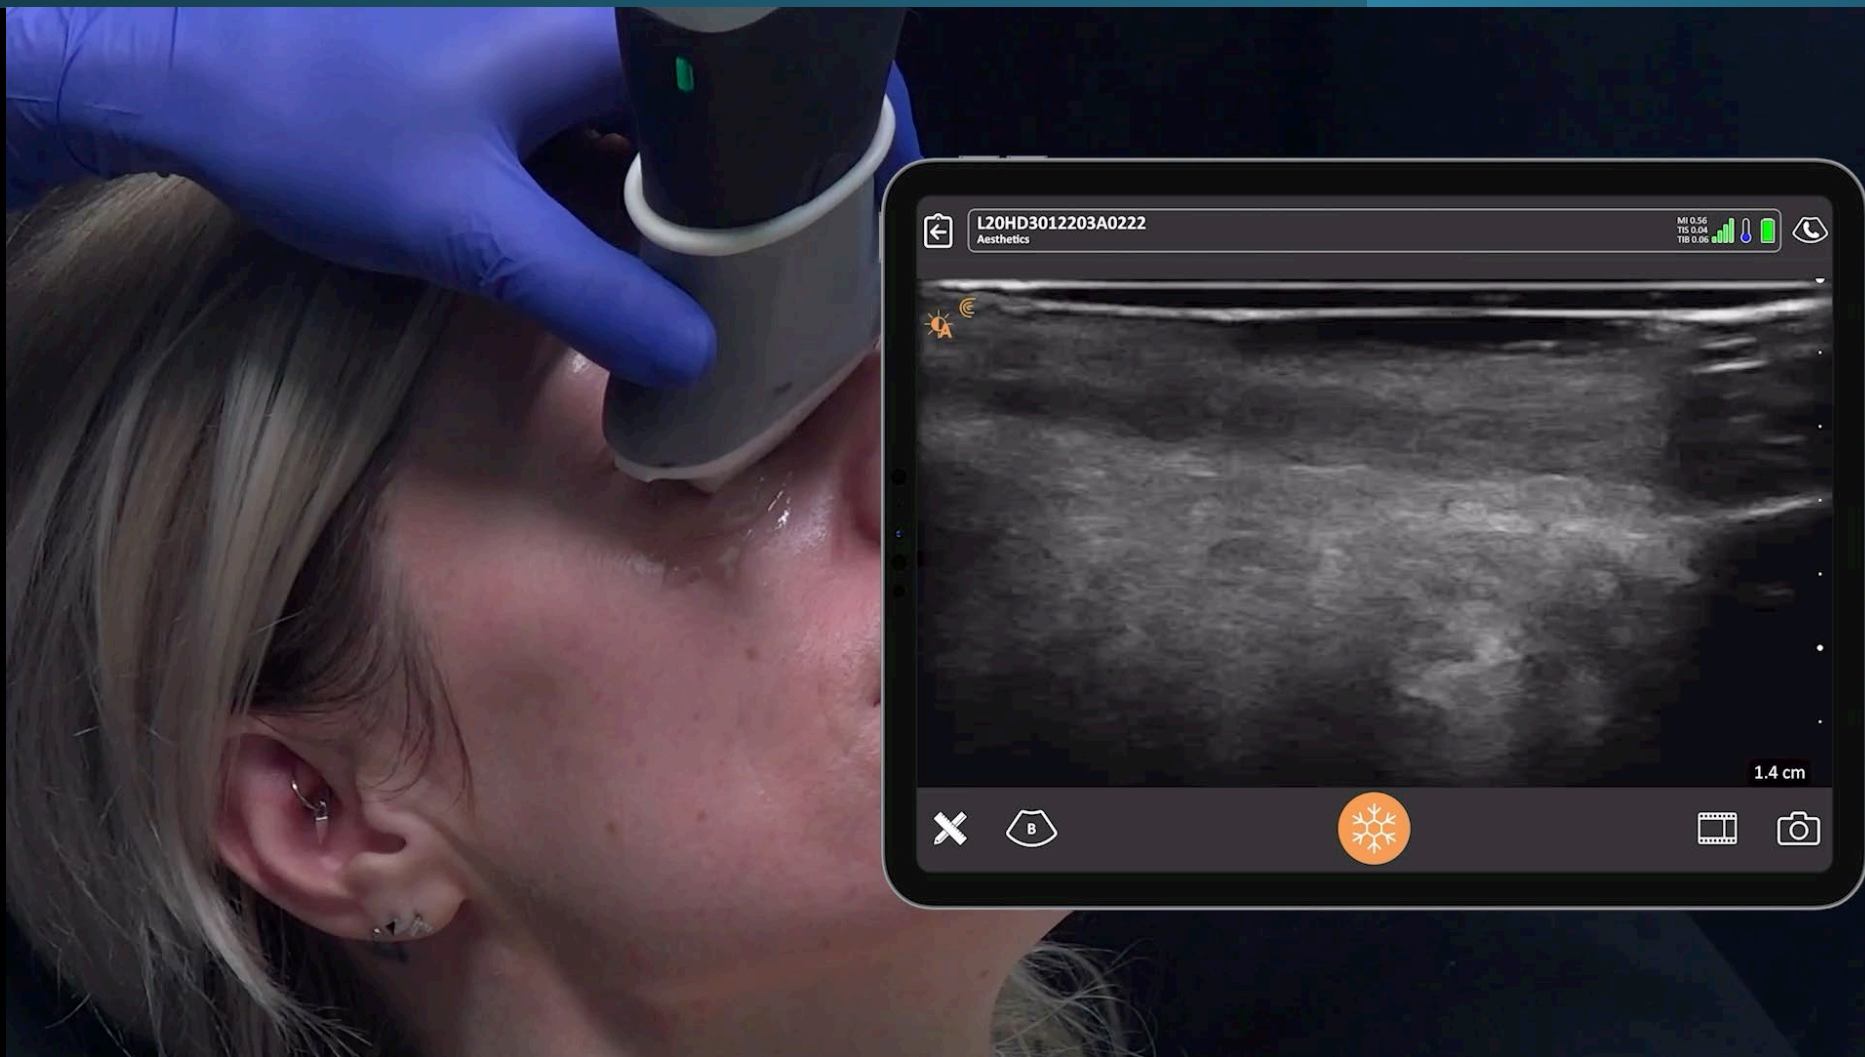 L20HD3012203A0222
Aesthetics
MI 0.56
TIS 0.04
TIB 0.06
A
1.4 cm
B